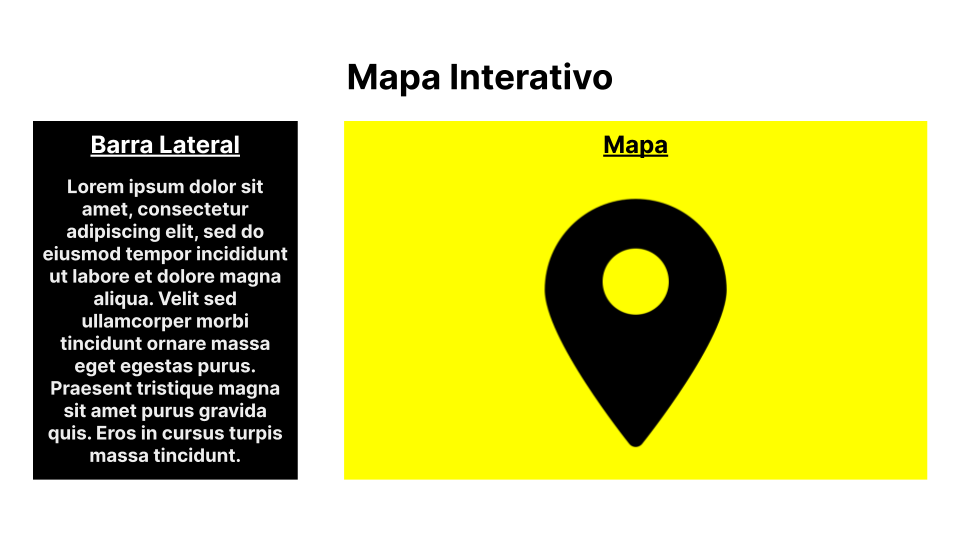 Mapa Interativo
Barra Lateral
Lorem ipsum dolor sit
amet, consectetur
adipiscing elit, sed do
eiusmod tempor incididunt
ut labore et dolore magna
aliqua. Velit sed
ullamcorper morbi
tincidunt ornare massa
eget egestas purus.
Praesent tristique magna
sit amet purus gravida
quis. Eros in cursus turpis
massa tincidunt.
Mapa